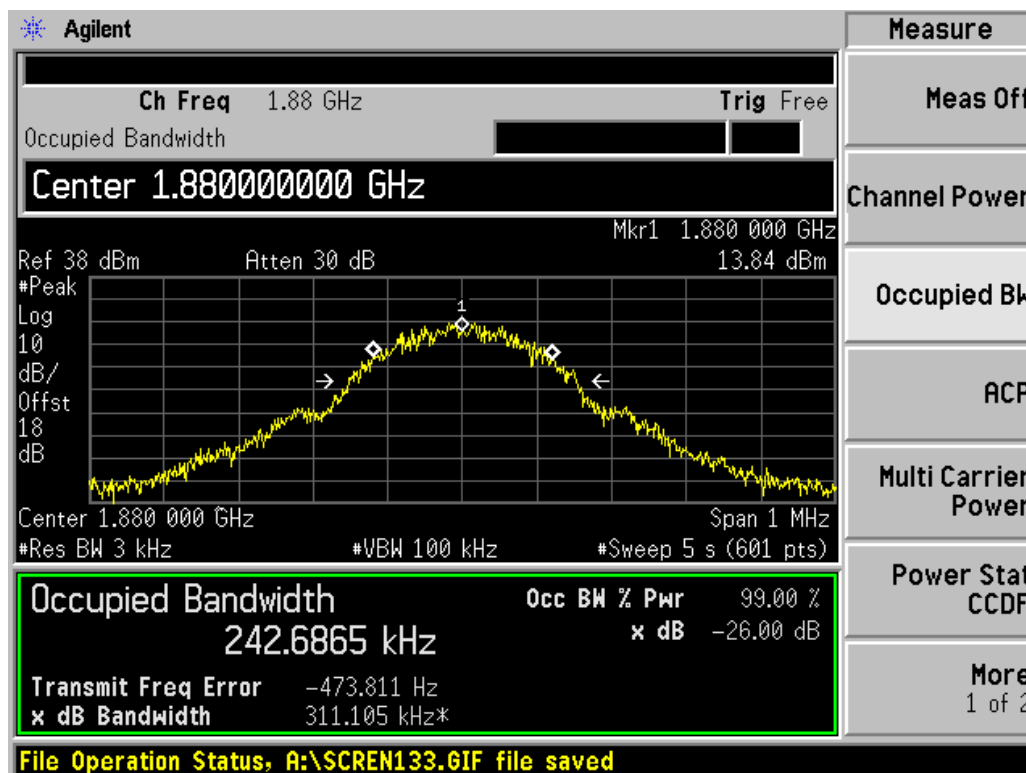 Agilent
Measure
Ch Freq 1.88 GHz
Trig Free
Occupied Bandwidth
Center 1.880000000 GHz
Mkr1 1.880 000 GHz
Ref 38 dBm
Atten 30 dB
13.84 dBm
#Peak
Log
10
dB/
Offst
18
dB
1
Center 1.880 000 GHz
Span 1 MHz
#Res BW 3 kHz
#VBW 100 kHz
#Sweep 5 s (601 pts)
Occupied Bandwidth
242.6865 kHz
Occ BW % Pwr 99.00 %
x dB -26.00 dB
Transmit Freq Error -473.811 Hz
x dB Bandwidth 311.105 kHz*
File Operation Status, A:\SCREN133.GIF file saved
Meas Off
Channel Power
Occupied BW
ACP
Multi Carrier
Power
Power Stat
CCDF
More
1 of 2